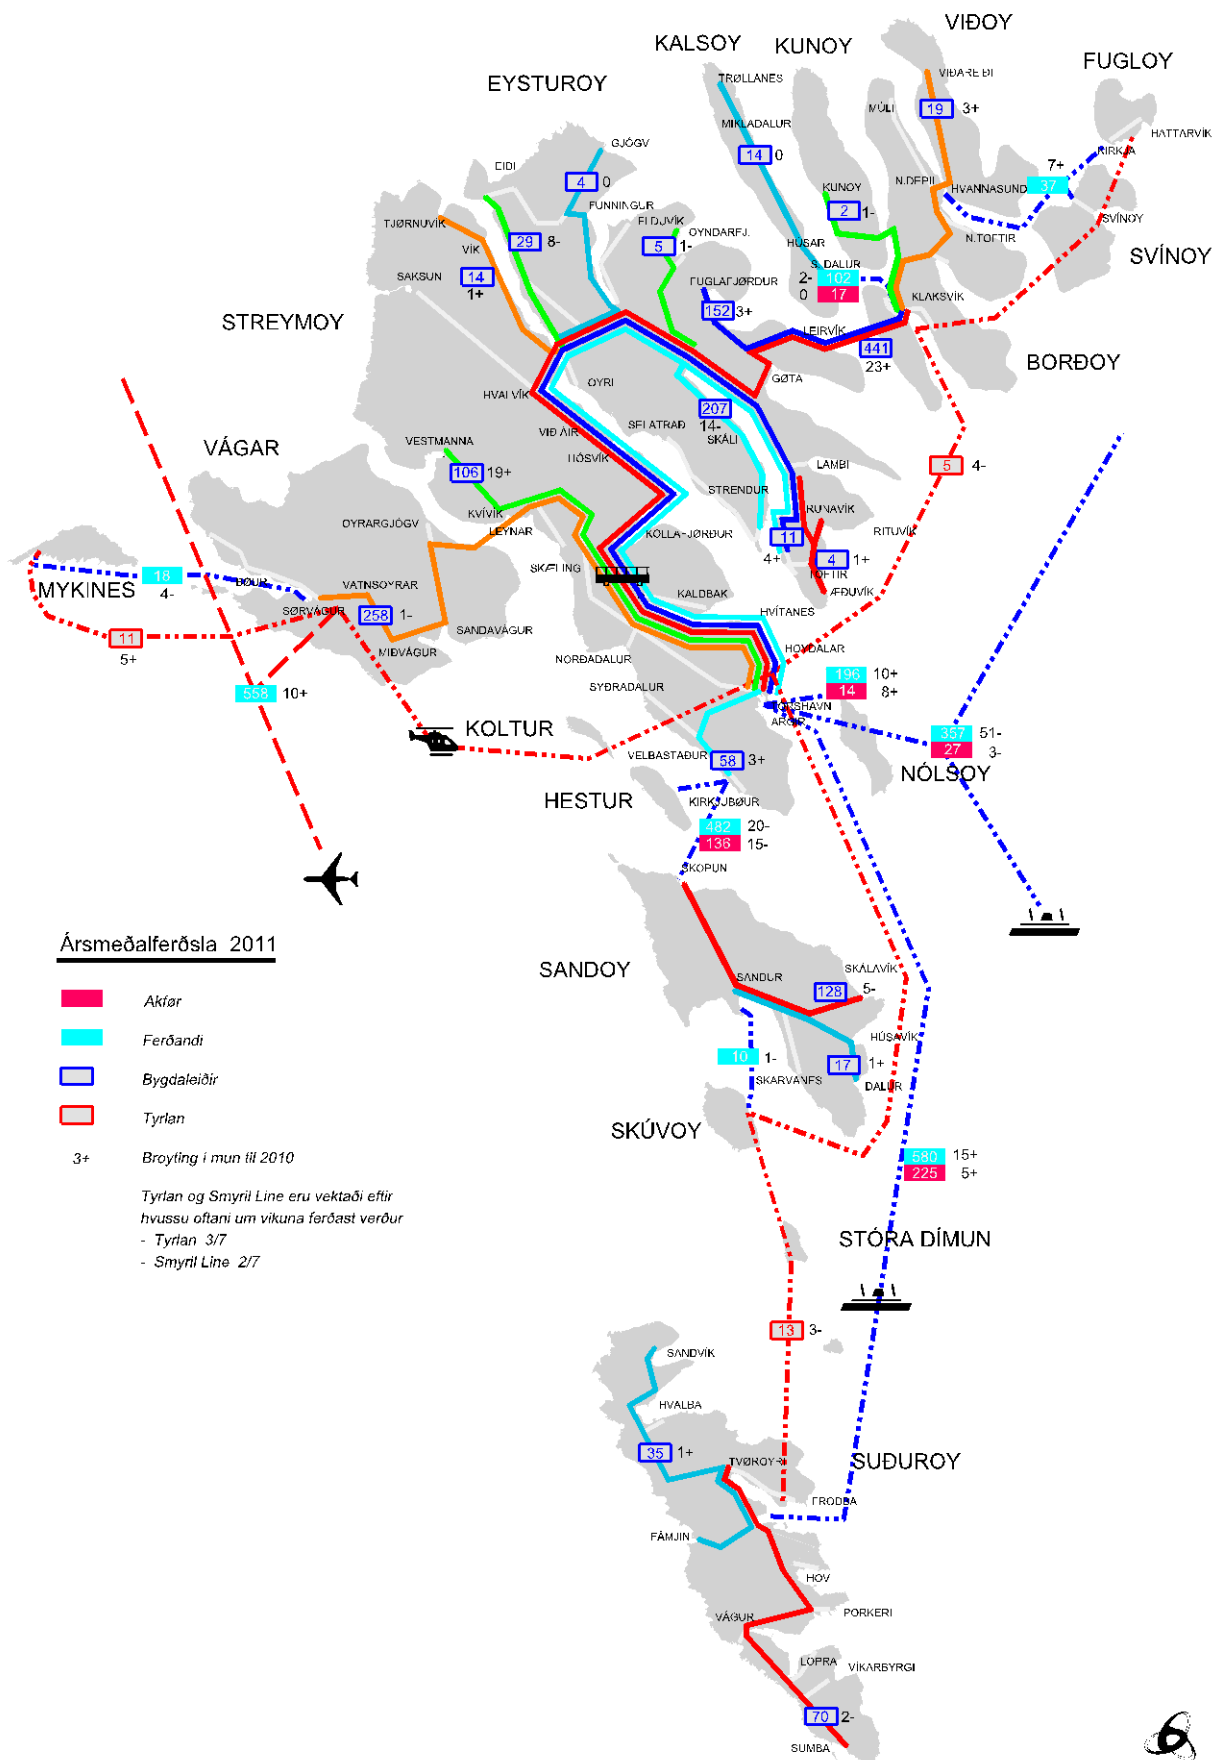 VIÐOY
KALSOY
KUNOY
FUGLOY
EYSTUROY
TRØLLANES
MÚLI
19 3+
HATTARVÍK
MIKLADALUR
GJÓGV
14 0
KIRKJA
EIDI
7+
37
4 0
KUNOY
N.DEPIL
HVANNASUND
FUNNINGUR
2 1-
SVÍNOY
TJØRNUVÍK
OYNDARFJ.
29 8-
5 1-
VÍK
HÚSAR
N.TOFTIR
SVÍNOY
SAKSUN
14
1+
S.DALUR
2- 102
0 17
FUGLAFJØRÐUR
KLAKSVÍK
152 3+
STREYMOY
LEIRVÍK
441
23+
BORÐOY
GØTA
OYRI
HVALVÍK
207
14-
SELATRAÐ
SKÁLI
VIÐ ÁIR
VESTMANNA
VÁGAR
HÓSVÍK
LAMBI
106 19+
5 4-
STRENDUR
KVÍVÍK
RUNAVÍK
OYRARGJÓGV
LEYNAR
KOLLAFJØRÐUR
RITUVÍK
11
4+
4 1+
SKÆLING
TOFTIR
18
4-
BØUR
MYKINES
VATNSOYRAR
KALDBAK
ÆÐUVÍK
SØRVÁGUR
258 1-
HVÍTANES
11
5+
SANDAVÁGUR
MIÐVÁGUR
HOYDALAR
NORÐADALUR
196 10+
14 8+
558 10+
SYÐRADALUR
TÓRSHAVN
ARGIR
KOLTUR
357 51-
27 3-
VELBASTAÐUR
58 3+
NÓLSOY
HESTUR
KIRKJUBØUR
482 20-
136 15-
SKOPUN
Ársmeðalferðsla 2011
SANDOY
SANDUR
SKÁLAVÍK
128 5-
Akfør
Ferðandi
HÚSAVÍK
10 1-
17 1+
Bygdaleiðir
SKARVANES
DALUR
Tyrlan
SKÚVOY
3+ Broyting í mun til 2010
580 15+
225 5+
Tyrlan og Smyril Line eru vektaði eftir
hvussu oftani um vikuna ferðast verður
- Tyrlan 3/7
- Smyril Line 2/7
STÓRA DÍMUN
13 3-
SANDVÍK
HVALBA
35 1+
TVØROYRI
SUÐUROY
FRODBA
FÁMJIN
HOV
VÁGUR
PORKERI
LOPRA
VÍKARBYRGI
70 2-
SUMBA